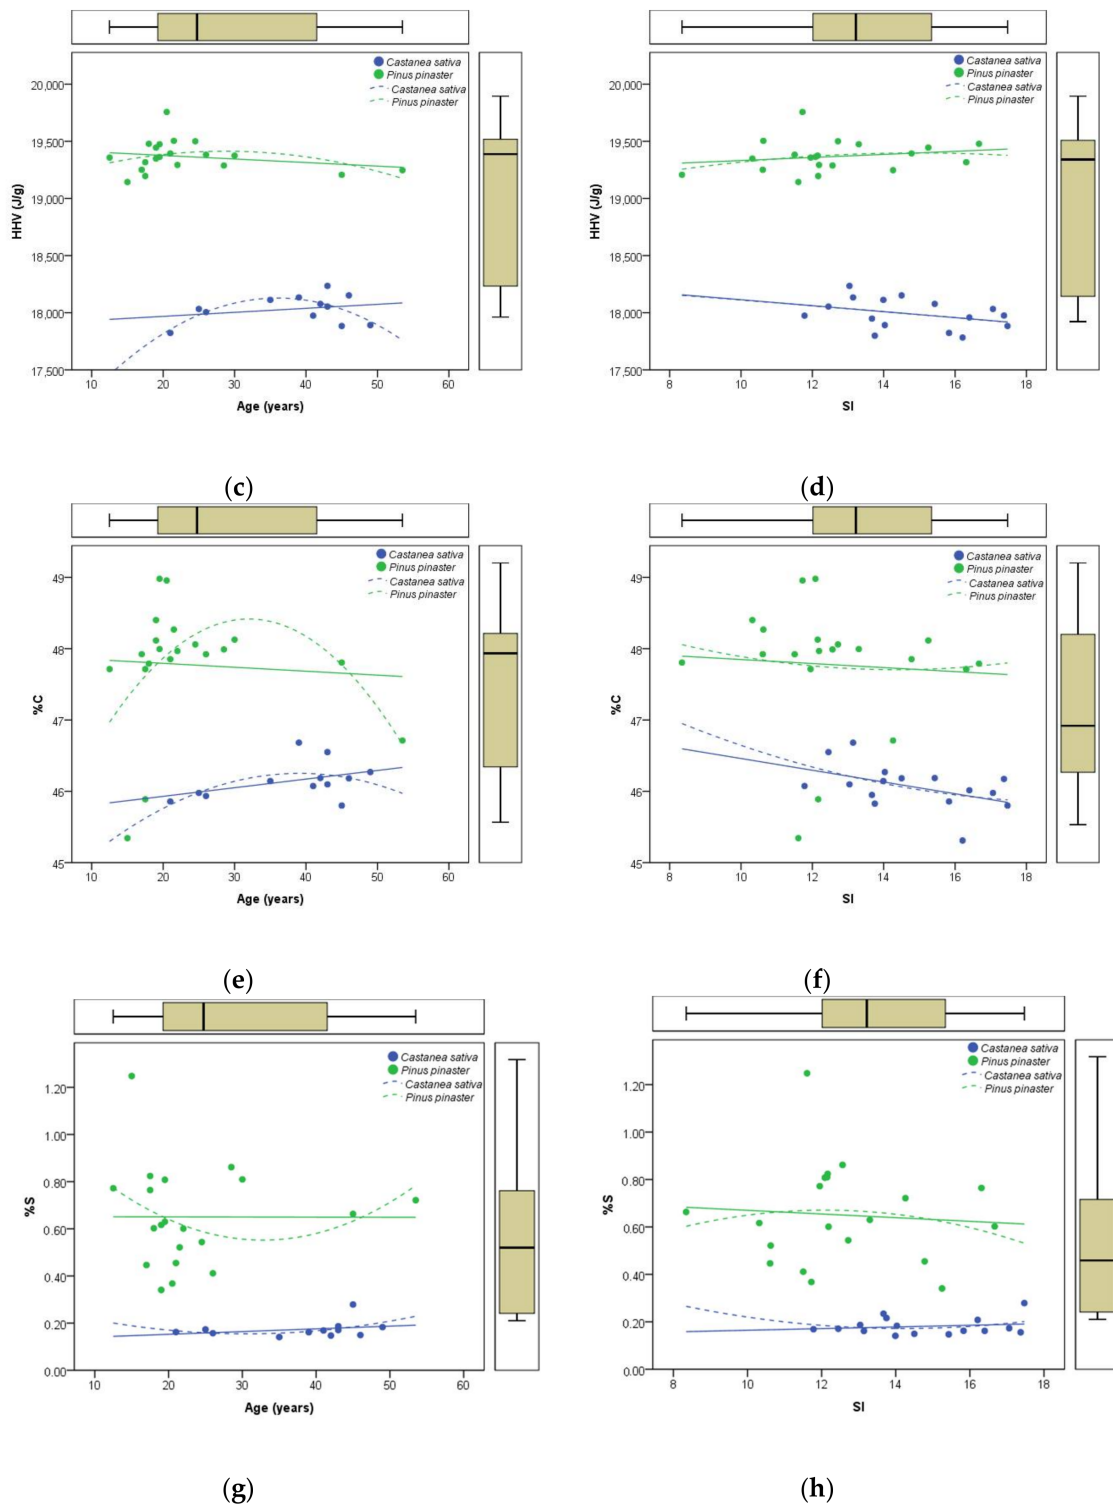 Castanea sativa
Pinus pinaster
Castanea sativa
Pinus pinaster
20,000
19,500
19,000
18,500
18,000
17,500
HHV (J/g)
10 20 30 40 50 60
Age (years)
(c)
Castanea sativa
Pinus pinaster
Castanea sativa
Pinus pinaster
20,000
19,500
19,000
18,500
18,000
17,500
HHV (J/g)
8 10 12 14 16 18
SI
(d)
Castanea sativa
Pinus pinaster
Castanea sativa
Pinus pinaster
49
48
47
46
45
%C
10 20 30 40 50 60
Age (years)
(e)
Castanea sativa
Pinus pinaster
Castanea sativa
Pinus pinaster
49
48
47
46
45
%C
8 10 12 14 16 18
SI
(f)
Castanea sativa
Pinus pinaster
Castanea sativa
Pinus pinaster
1.20
1.00
0.80
0.60
0.40
0.20
0.00
%S
10 20 30 40 50 60
Age (years)
(g)
Castanea sativa
Pinus pinaster
Castanea sativa
Pinus pinaster
1.20
1.00
0.80
0.60
0.40
0.20
0.00
%S
8 10 12 14 16 18
SI
(h)